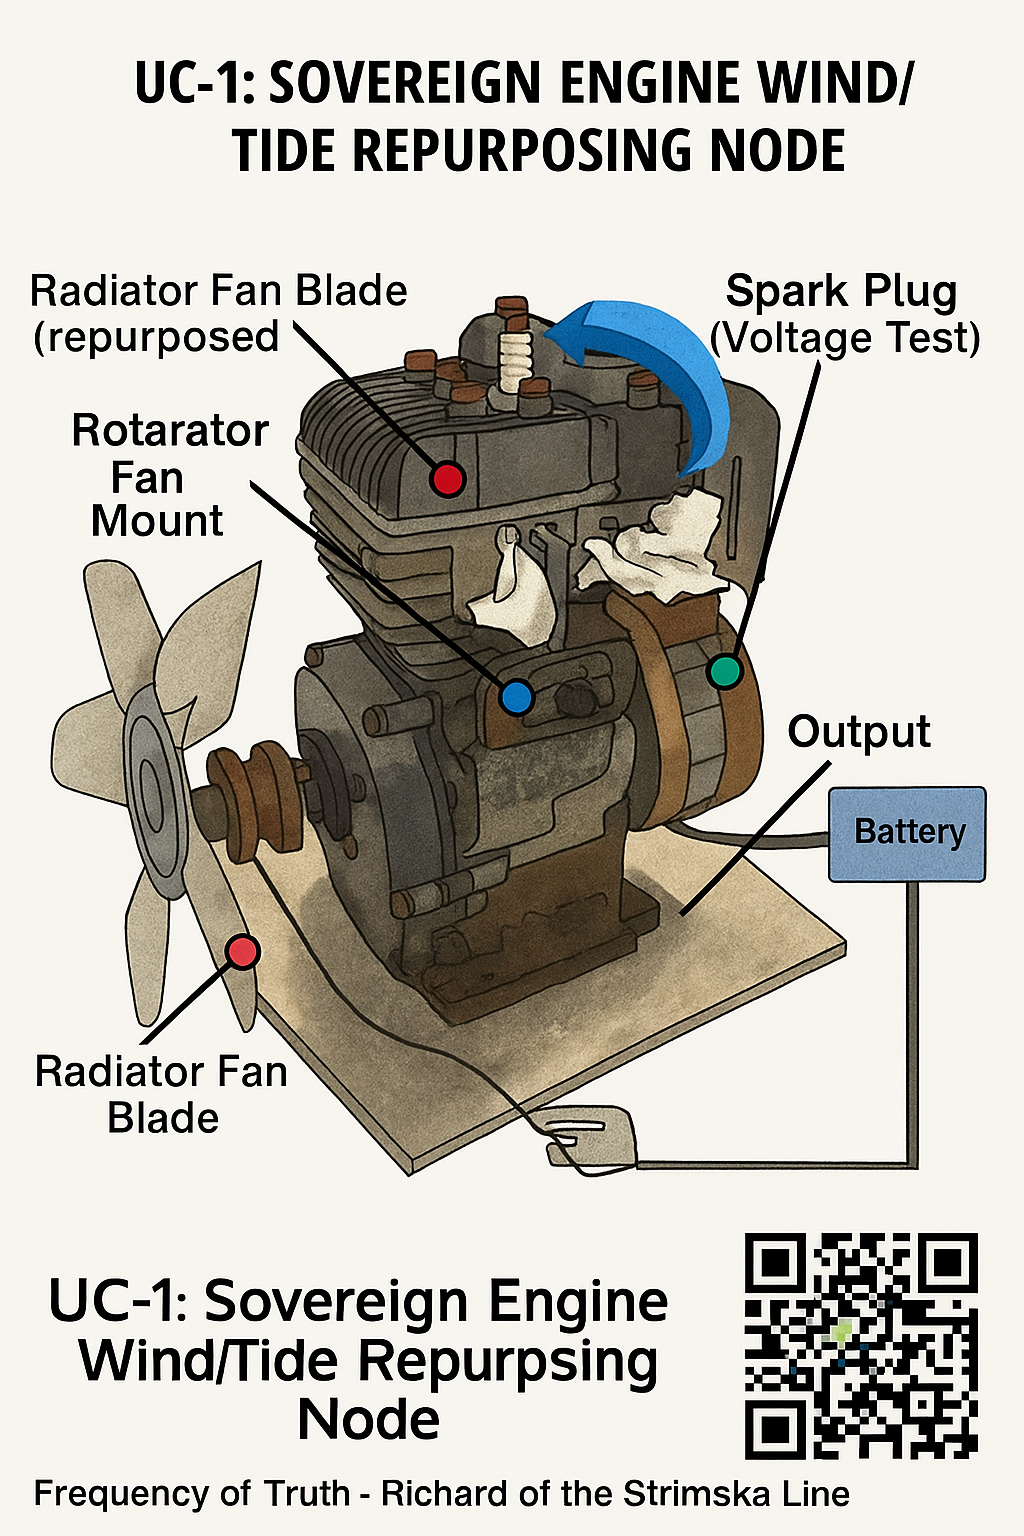 UC-1: SOVEREIGN ENGINE WIND/
TIDE REPURPOSING NODE
Radiator Fan Blade
(repurposed
Spark Plug
(Voltage Test)
Rotarator
Fan
Mount
Output
Battery
Radiator Fan
Blade
UC-1: Sovereign Engine
Wind/Tide Repurpsing
Node
Frequency of Truth - Richard of the Strimska Line